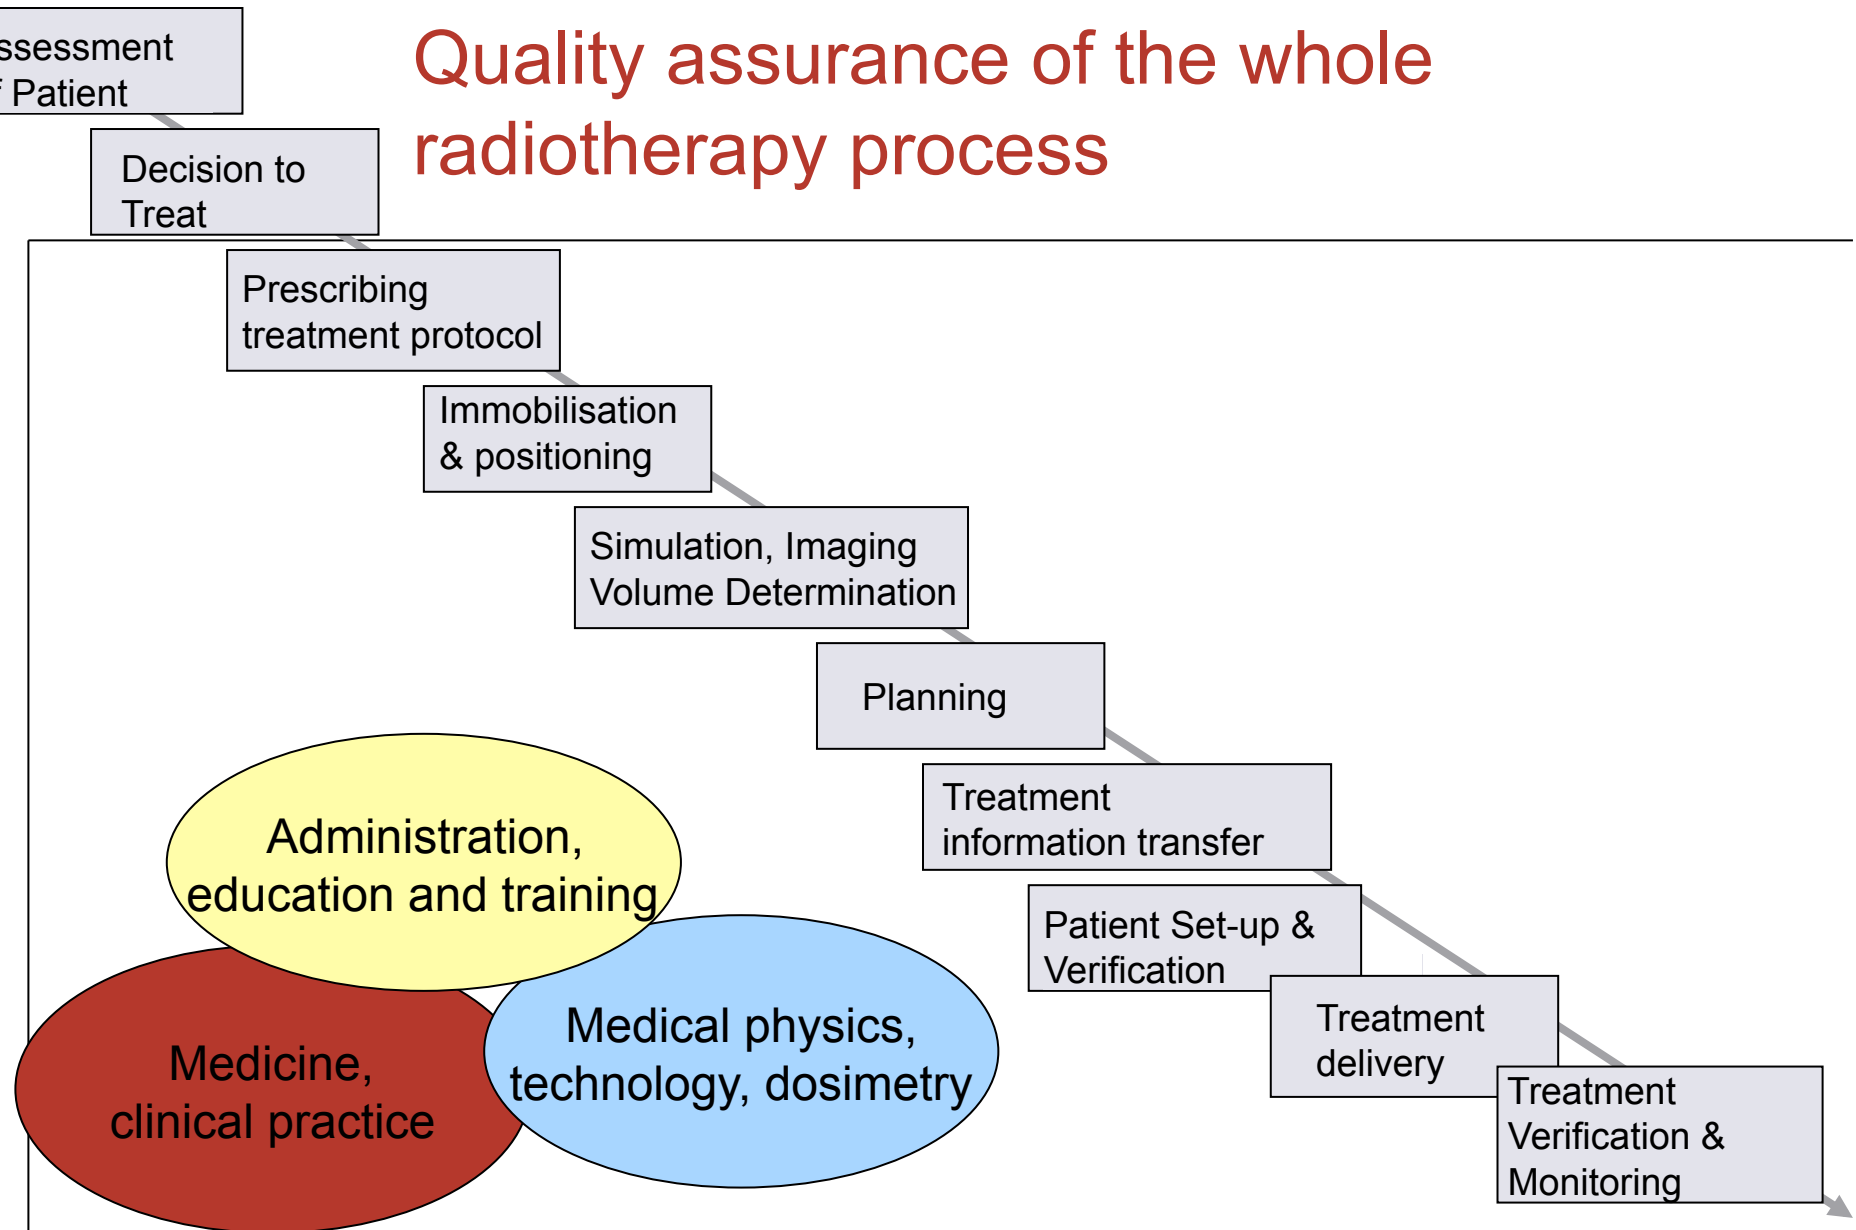 ssessment
Patient
Quality assurance of the whole
radiotherapy process
Decision to
Treat
Prescribing
treatment protocol
Immobilisation
& positioning
Simulation, Imaging
Volume Determination
Planning
Treatment
information transfer
Patient Set-up &
Verification
Treatment
delivery
Treatment
Verification &
Monitoring
Administration,
education and training
Medical physics,
technology, dosimetry
Medicine,
clinical practice